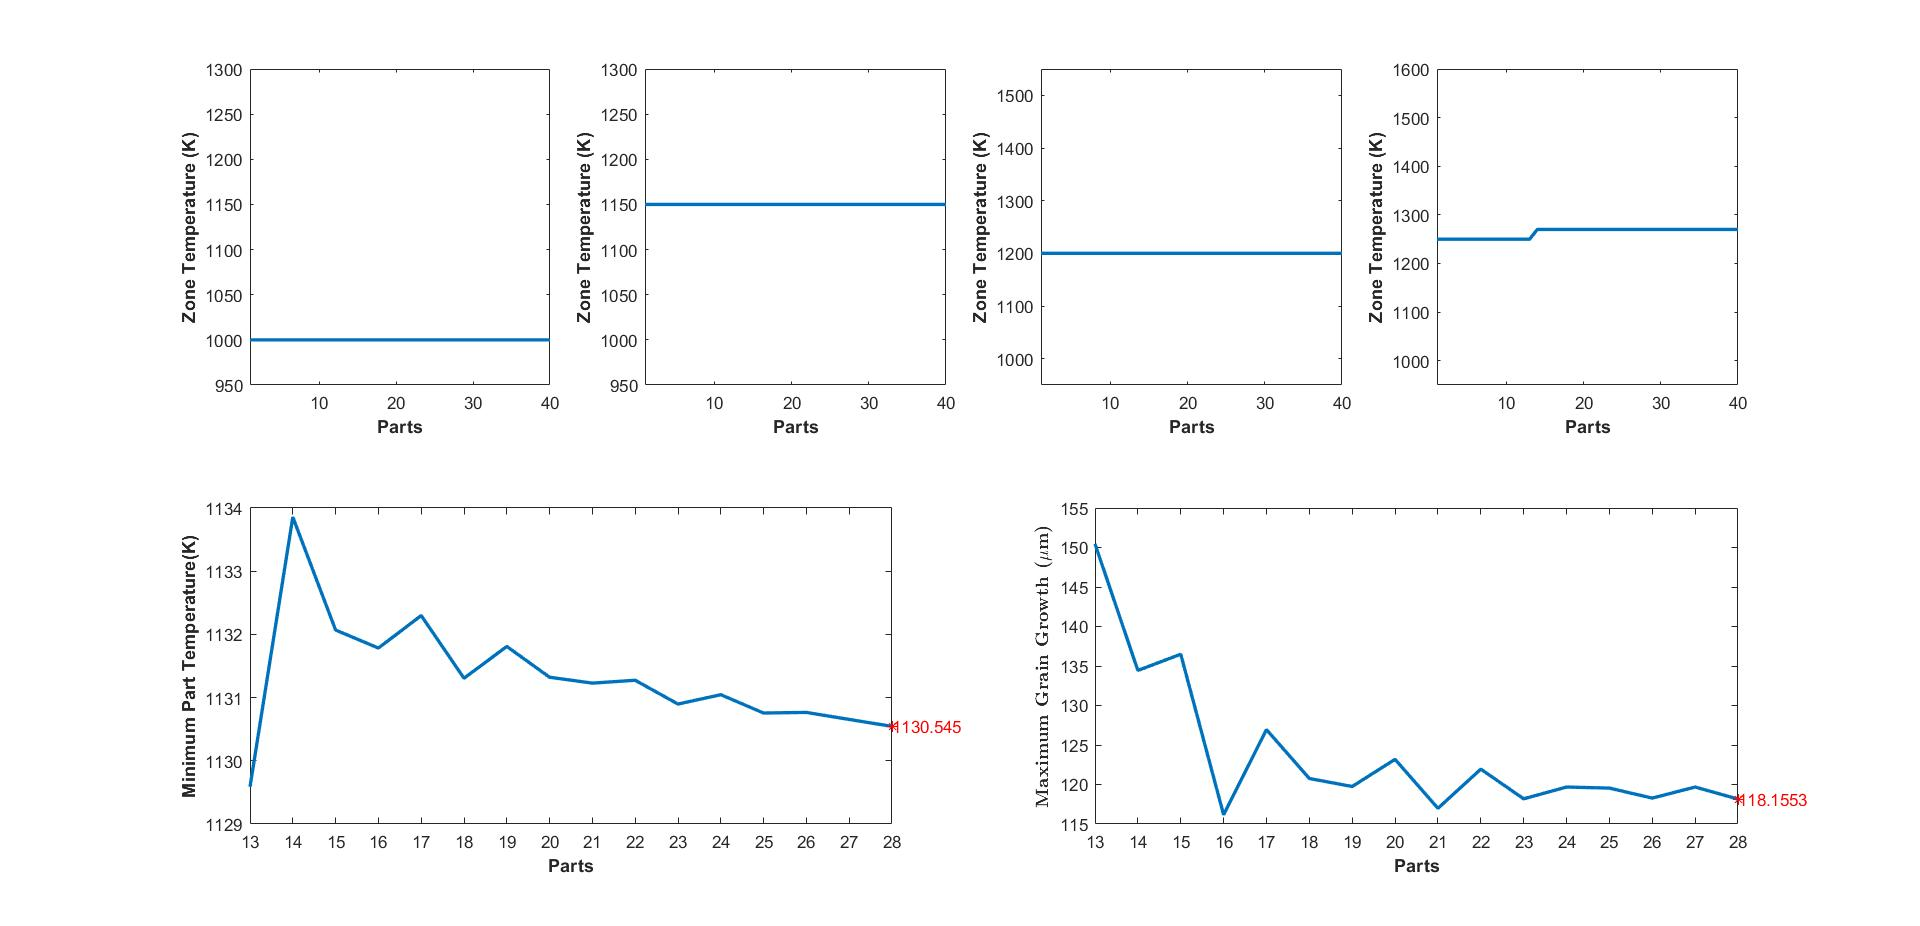 Zone Temperature (K)
1300
1250
1200
1150
1100
1050
1000
950
10 20 30 40
Parts
Zone Temperature (K)
1300
1250
1200
1150
1100
1050
1000
950
10 20 30 40
Parts
Zone Temperature (K)
1500
1400
1300
1200
1100
1000
10 20 30 40
Parts
Zone Temperature (K)
1600
1500
1400
1300
1200
1100
1000
10 20 30 40
Parts
Minimum Part Temperature(K)
1134
1133
1132
1131
1130
1129
1130.545
13 14 15 16 17 18 19 20 21 22 23 24 25 26 27 28
Parts
Maximum Grain Growth (μm)
155
150
145
140
135
130
125
120
115
118.1553
13 14 15 16 17 18 19 20 21 22 23 24 25 26 27 28
Parts